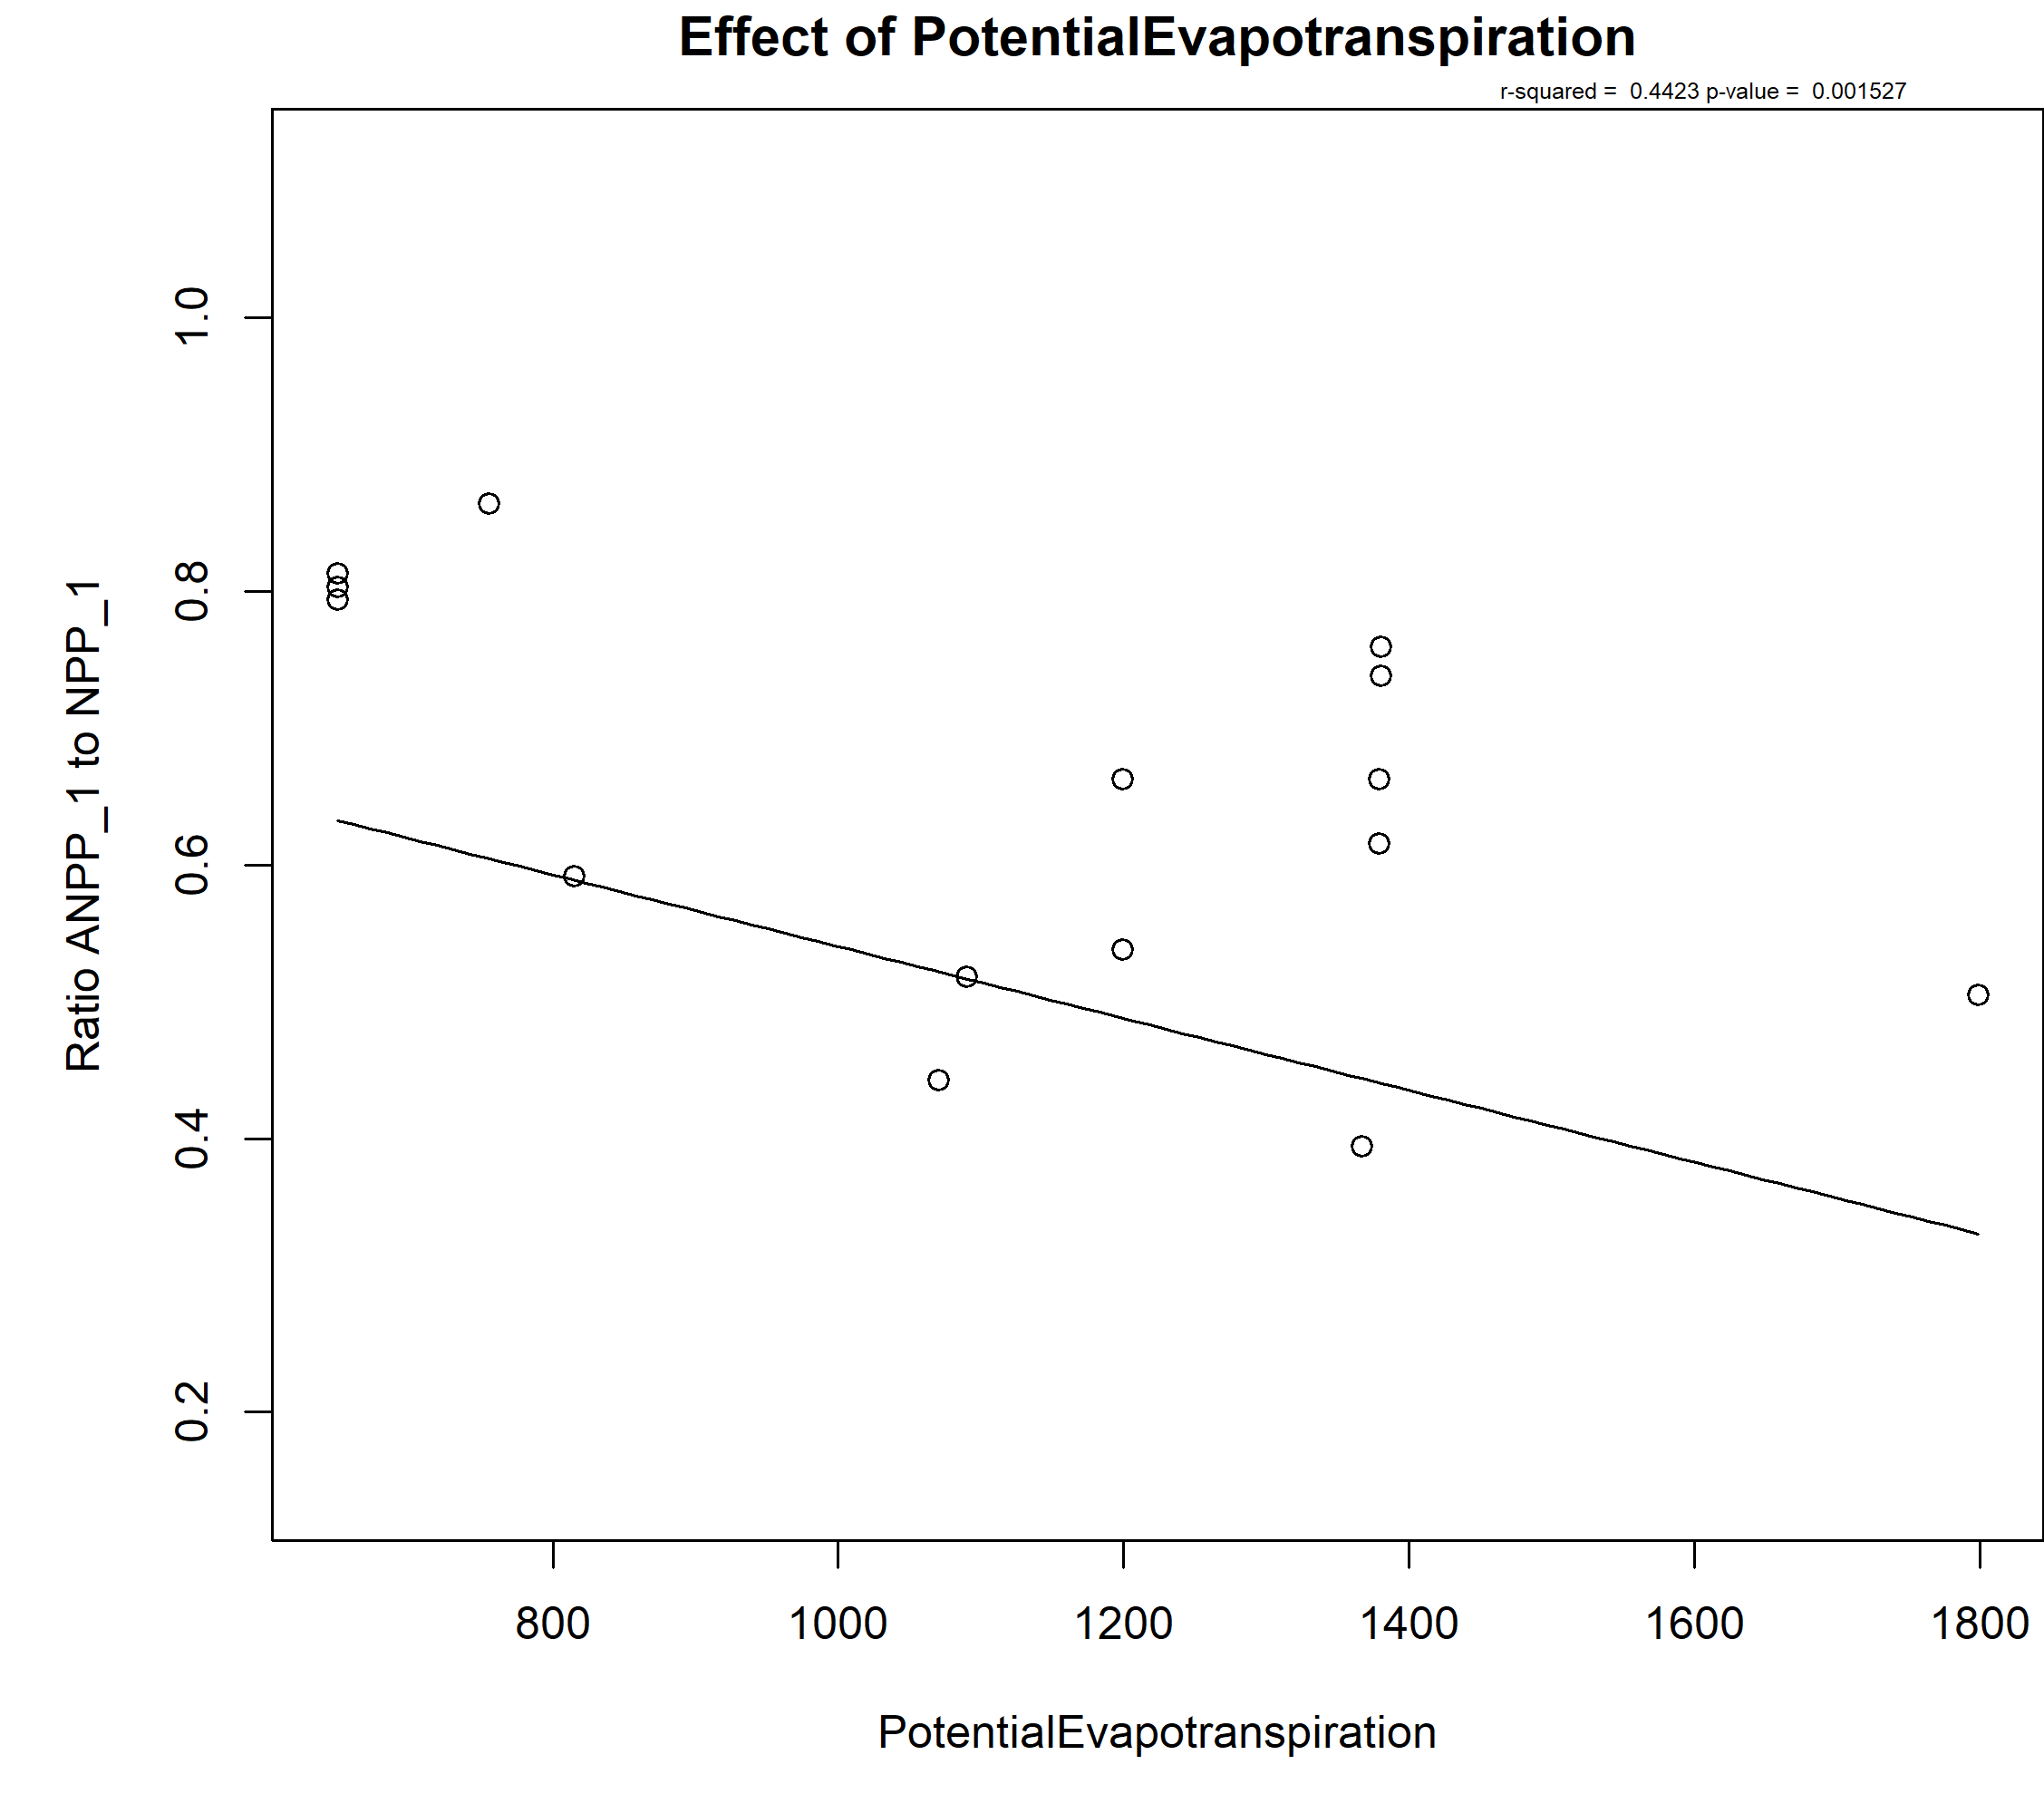 Effect of PotentialEvapotranspiration
r-squared =  0.4423 p-value =  0.001527
Ratio ANPP_1 to NPP_1
1.0
0.8
0.6
0.4
0.2
800 1000 1200 1400 1600 1800
PotentialEvapotranspiration